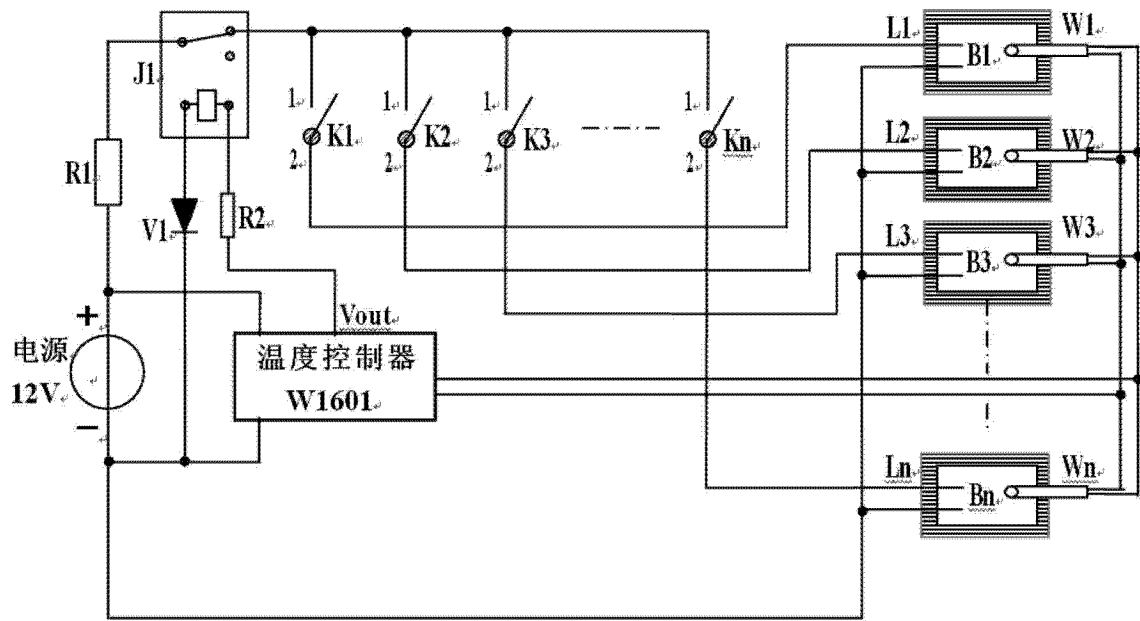 J1
R1
V1
R2
1
K1
2
1
K2
2
1
K3
2
1
Kn
2
L1
B1
W1
L2
B2
W2
L3
B3
W3
Ln
Bn
Wn
+
电源
12V
−
Vout
温度控制器
W1601